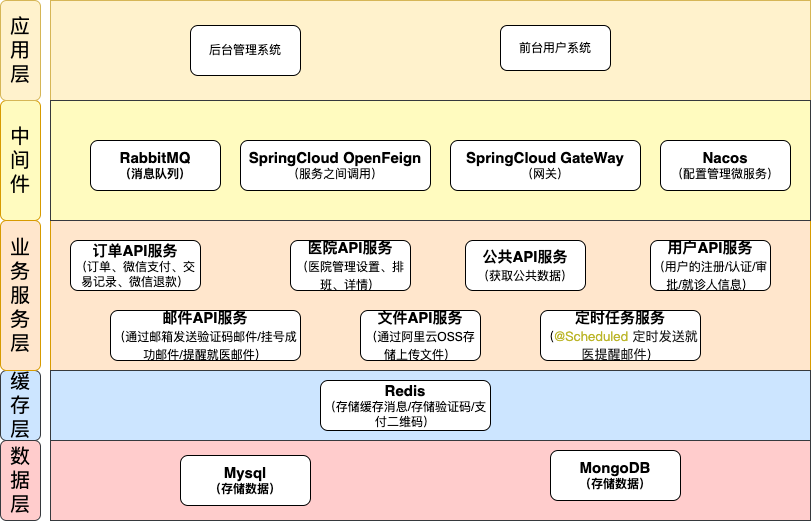 应用层
后台管理系统
前台用户系统
中间件
RabbitMQ
(消息队列)
SpringCloud OpenFeign
(服务之间调用)
SpringCloud GateWay
(网关)
Nacos
(配置管理微服务)
业务服务层
订单API服务
(订单、微信支付、交
易记录、微信退款)
医院API服务
(医院管理设置、排
班、详情)
公共API服务
(获取公共数据)
用户API服务
(用户的注册/认证/审
批/就诊人信息)
邮件API服务
(通过邮箱发送验证码邮件/挂号成
功邮件/提醒就医邮件)
文件API服务
(通过阿里云OSS存
储上传文件)
定时任务服务
(@Scheduled 定时发送就
医提醒邮件)
缓存层
Redis
(存储缓存消息/存储验证码/支
付二维码)
数据层
Mysql
(存储数据)
MongoDB
(存储数据)